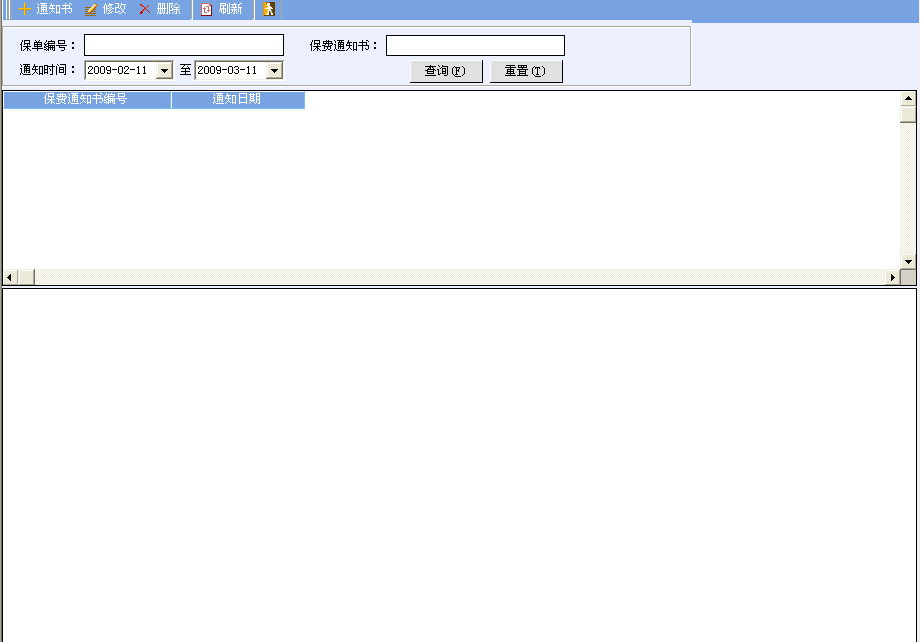 通知书 修改 删除 刷新
保单编号： 保费通知书：
通知时间： 2009-02-11 至 2009-03-11 查询(F) 重置(T)
保费通知书编号 通知日期